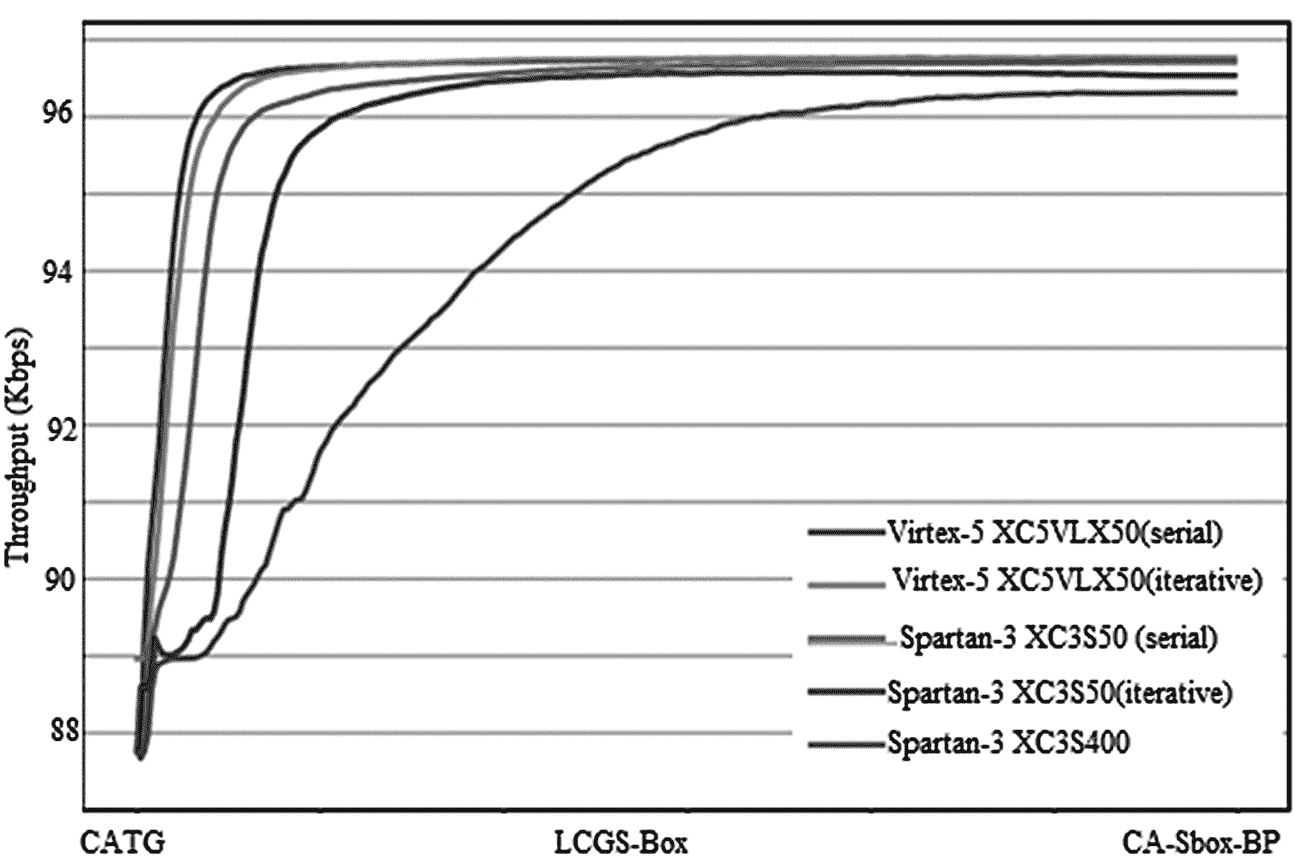 96
94
92
90
88
Throughput (Kbps)
Virtex-5 XC5VLX50(serial)
Virtex-5 XC5VLX50(iterative)
Spartan-3 XC3S50 (serial)
Spartan-3 XC3S50(iterative)
Spartan-3 XC3S400
CATG LCGS-Box CA-Sbox-BP